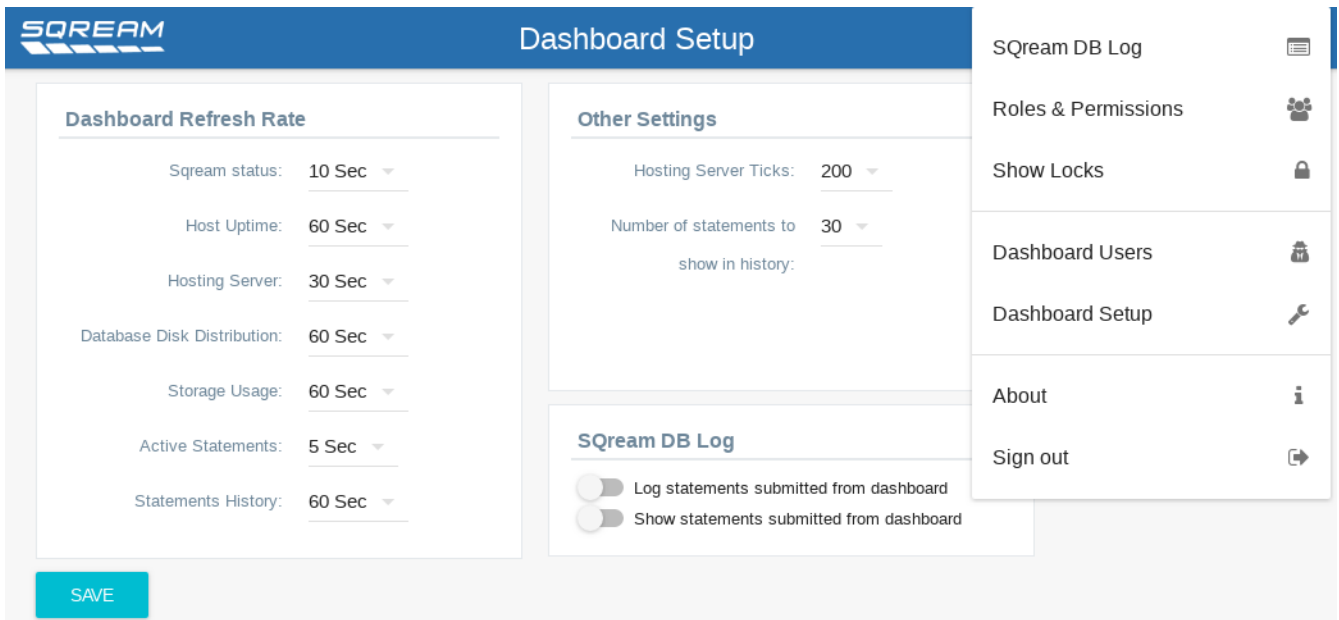 SQREAM
Dashboard Setup
Dashboard Refresh Rate
Sqream status: 10 Sec
Host Uptime: 60 Sec
Hosting Server: 30 Sec
Database Disk Distribution: 60 Sec
Storage Usage: 60 Sec
Active Statements: 5 Sec
Statements History: 60 Sec
SAVE
Other Settings
Hosting Server Ticks: 200
Number of statements to 30
show in history:
SQream DB Log
Log statements submitted from dashboard
Show statements submitted from dashboard
SQream DB Log
Roles & Permissions
Show Locks
Dashboard Users
Dashboard Setup
About
Sign out